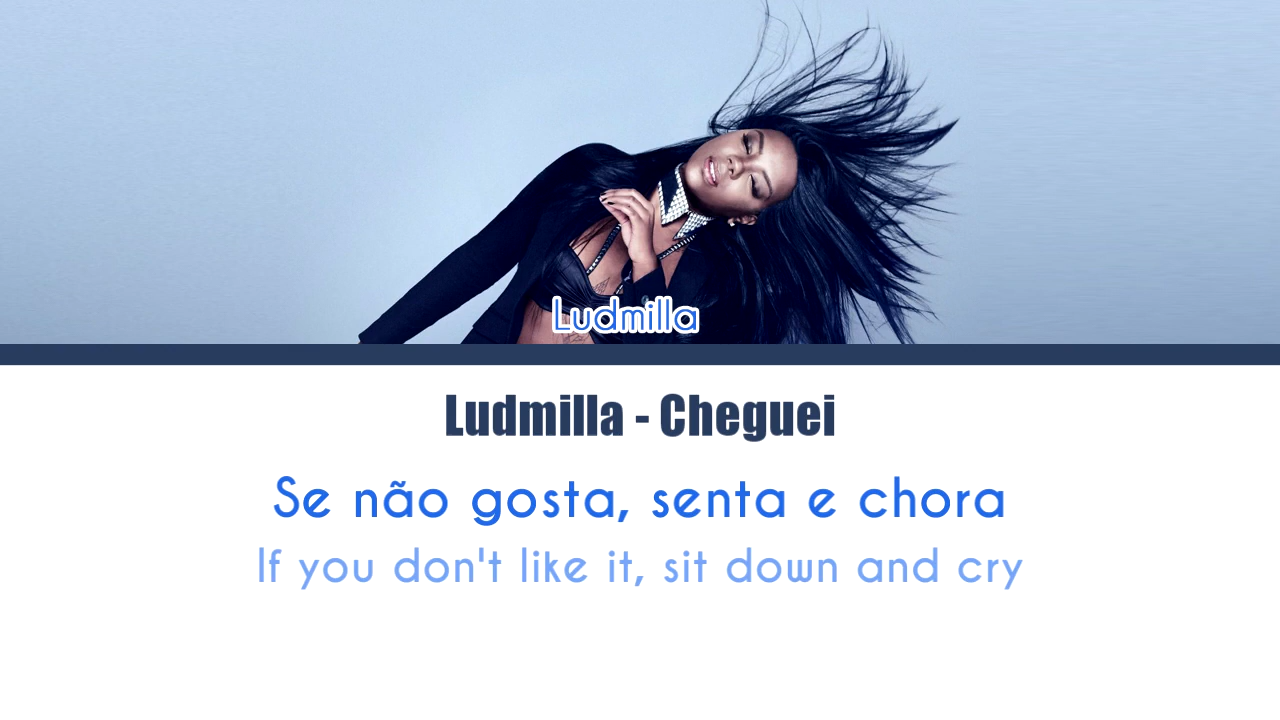 Ludmilla
Ludmilla - Cheguei
Se não gosta, senta e chora
If you don't like it, sit down and cry